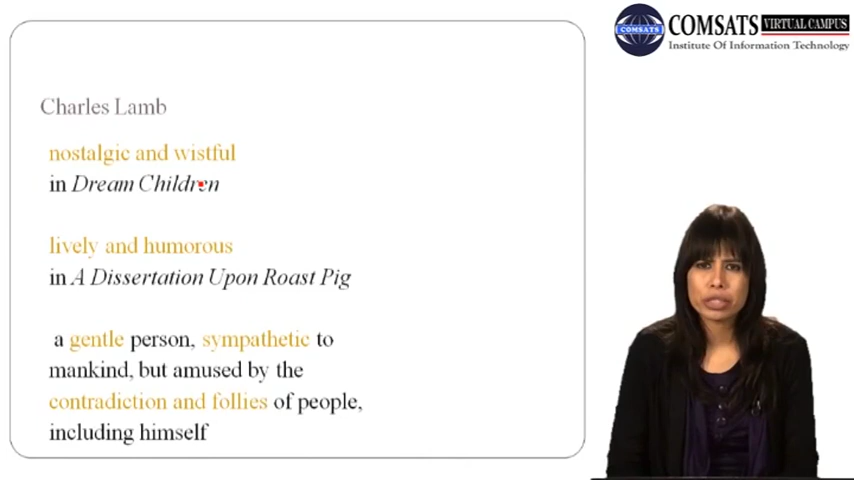 COMSATS
COMSATS VIRTUAL CAMPUS
Institute Of Information Technology
Charles Lamb
nostalgic and wistful
in Dream Children
lively and humorous
in A Dissertation Upon Roast Pig
a gentle person, sympathetic to
mankind, but amused by the
contradiction and follies of people,
including himself